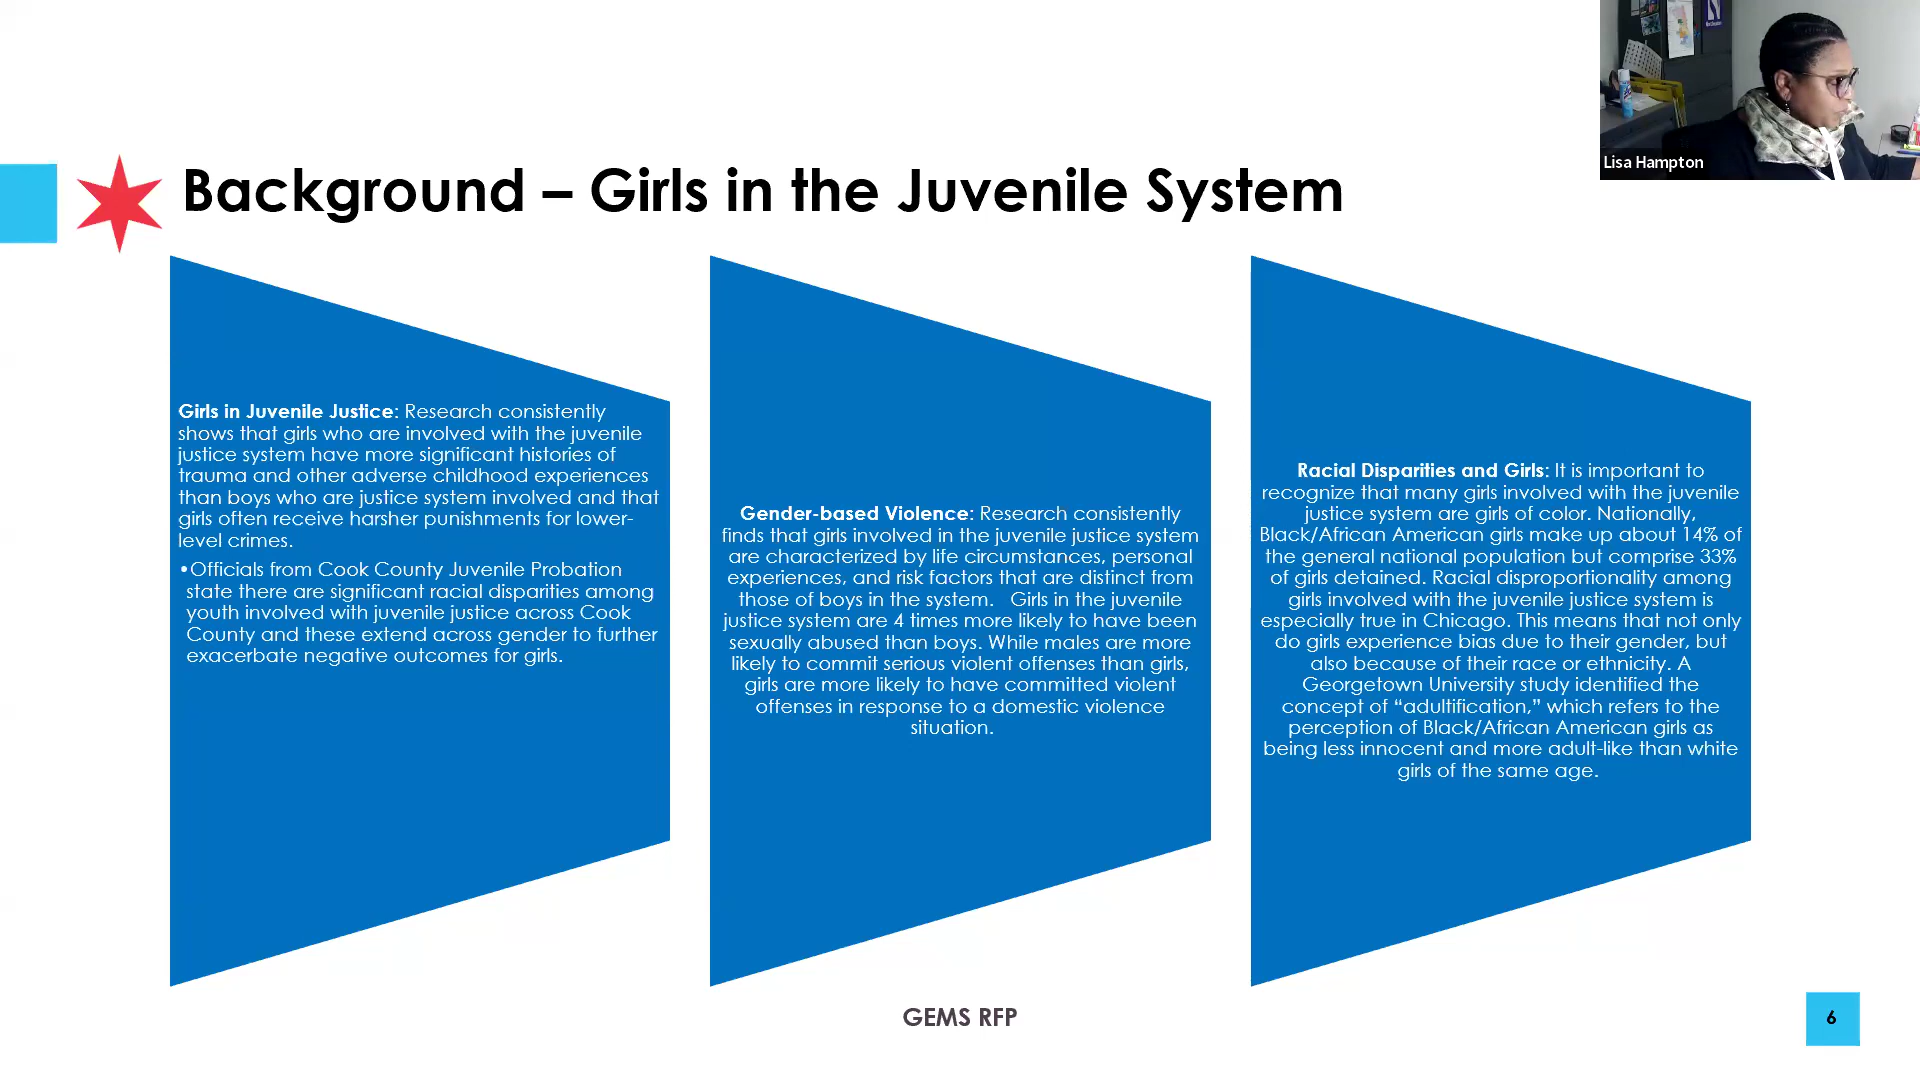 Lisa Hampton
Background – Girls in the Juvenile System
Girls in Juvenile Justice: Research consistently
shows that girls who are involved with the juvenile
justice system have more significant histories of
trauma and other adverse childhood experiences
than boys who are justice system involved and that
girls often receive harsher punishments for lower-
level crimes.
•Officials from Cook County Juvenile Probation
state there are significant racial disparities among
youth involved with juvenile justice across Cook
County and these extend across gender to further
exacerbate negative outcomes for girls.
Gender-based Violence: Research consistently
finds that girls involved in the juvenile justice system
are characterized by life circumstances, personal
experiences, and risk factors that are distinct from
those of boys in the system.   Girls in the juvenile
justice system are 4 times more likely to have been
sexually abused than boys. While males are more
likely to commit serious violent offenses than girls,
girls are more likely to have committed violent
offenses in response to a domestic violence
situation.
Racial Disparities and Girls: It is important to
recognize that many girls involved with the juvenile
justice system are girls of color. Nationally,
Black/African American girls make up about 14% of
the general national population but comprise 33%
of girls detained. Racial disproportionality among
girls involved with the juvenile justice system is
especially true in Chicago. This means that not only
do girls experience bias due to their gender, but
also because of their race or ethnicity. A
Georgetown University study identified the
concept of “adultification,” which refers to the
perception of Black/African American girls as
being less innocent and more adult-like than white
girls of the same age.
GEMS RFP
6